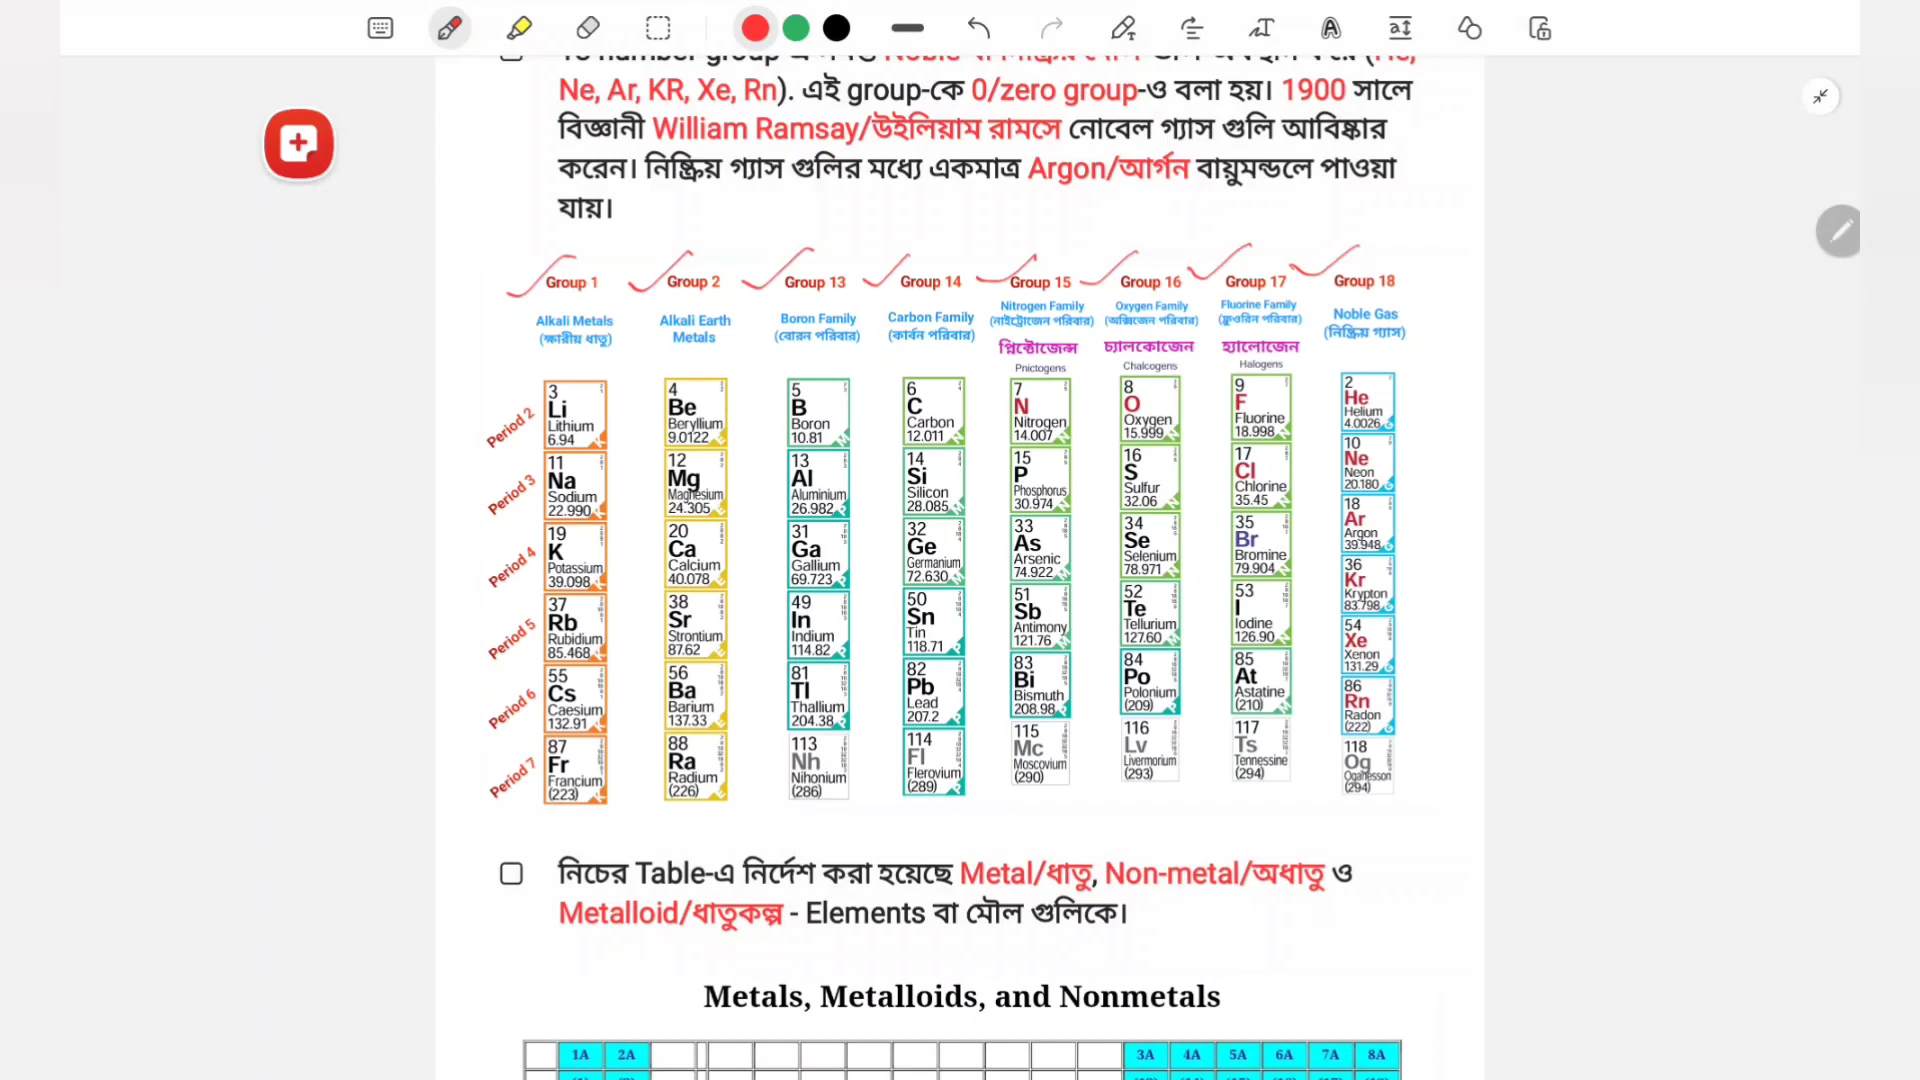 Ne, Ar, KR, Xe, Rn). এই group-কে 0/zero group-ও বলা হয়। 1900 সালে
বিজ্ঞানী William Ramsay/উইলিয়াম রামসে নোবেল গ্যাস গুলি আবিষ্কার
করেন। নিষ্ক্রিয় গ্যাস গুলির মধ্যে একমাত্র Argon/আর্গন বায়ুমন্ডলে পাওয়া
যায়।
Group 1 Group 2 Group 13 Group 14 Group 15 Group 16 Group 17 Group 18
Alkali Metals (ক্ষারীয় ধাতু)
Alkali Earth Metals
Boron Family (বোরন পরিবার)
Carbon Family (কার্বন পরিবার)
Nitrogen Family (নাইট্রোজেন পরিবার)
Oxygen Family (অক্সিজেন পরিবার)
Fluorine Family (ফ্লুওরিন পরিবার)
Noble Gas (নিষ্ক্রিয় গ্যাস)
প্নিক্টোজেন্স চ্যালকোজেন হ্যালোজেন
Pnictogens Chalcogens Halogens
Period 2
3 Li Lithium 6.94
4 Be Beryllium 9.0122
5 B Boron 10.81
6 C Carbon 12.011
7 N Nitrogen 14.007
8 O Oxygen 15.999
9 F Fluorine 18.998
2 He Helium 4.0026
Period 3
11 Na Sodium 22.990
12 Mg Magnesium 24.305
13 Al Aluminium 26.982
14 Si Silicon 28.085
15 P Phosphorus 30.974
16 S Sulfur 32.06
17 Cl Chlorine 35.45
10 Ne Neon 20.180
Period 4
19 K Potassium 39.098
20 Ca Calcium 40.078
31 Ga Gallium 69.723
32 Ge Germanium 72.630
33 As Arsenic 74.922
34 Se Selenium 78.971
35 Br Bromine 79.904
18 Ar Argon 39.948
Period 5
37 Rb Rubidium 85.468
38 Sr Strontium 87.62
49 In Indium 114.82
50 Sn Tin 118.71
51 Sb Antimony 121.76
52 Te Tellurium 127.60
53 I Iodine 126.90
36 Kr Krypton 83.798
Period 6
55 Cs Caesium 132.91
56 Ba Barium 137.33
81 Tl Thallium 204.38
82 Pb Lead 207.2
83 Bi Bismuth 208.98
84 Po Polonium (209)
85 At Astatine (210)
54 Xe Xenon 131.29
Period 7
87 Fr Francium (223)
88 Ra Radium (226)
113 Nh Nihonium (286)
114 Fl Flerovium (289)
115 Mc Moscovium (290)
116 Lv Livermorium (293)
117 Ts Tennessine (294)
86 Rn Radon (222)
118 Og Oganesson (294)
নিচের Table-এ নির্দেশ করা হয়েছে Metal/ধাতু, Non-metal/অধাতু ও
Metalloid/ধাতুকল্প - Elements বা মৌল গুলিকে।
Metals, Metalloids, and Nonmetals
1A 2A 3A 4A 5A 6A 7A 8A